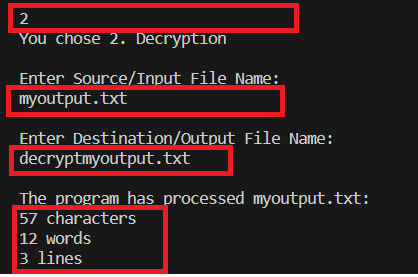 2
You chose 2. Decryption
Enter Source/Input File Name:
myoutput.txt
Enter Destination/Output File Name:
decryptmyoutput.txt
The program has processed myoutput.txt:
57 characters
12 words
3 lines